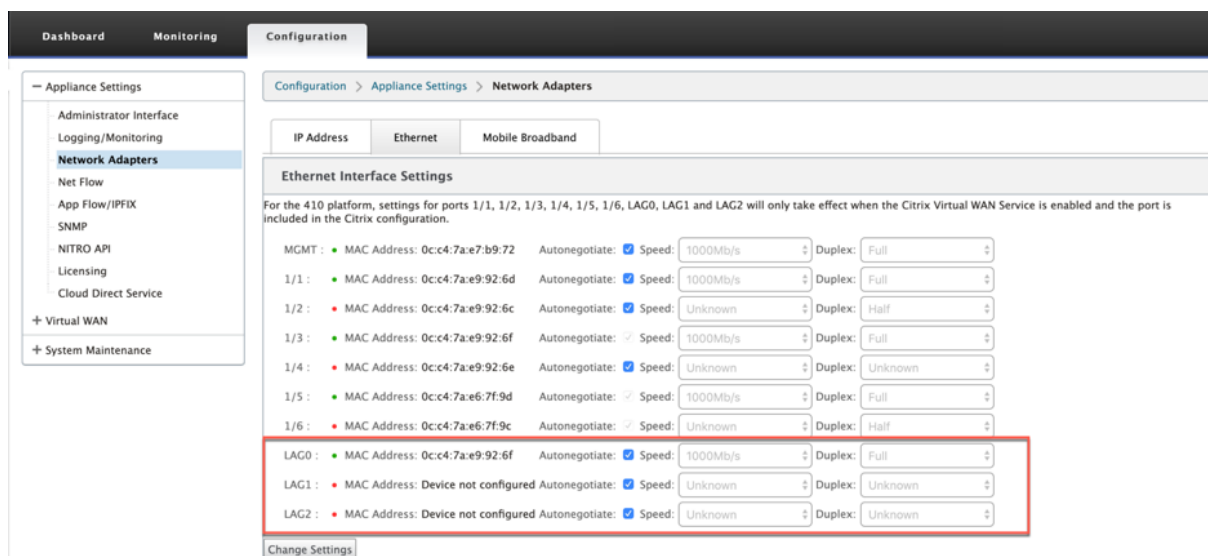 Dashboard Monitoring Configuration
Appliance Settings
Administrator Interface
Logging/Monitoring
Network Adapters
Net Flow
App Flow/IPFIX
SNMP
NITRO API
Licensing
Cloud Direct Service
Virtual WAN
System Maintenance
Configuration > Appliance Settings > Network Adapters
IP Address Ethernet Mobile Broadband
Ethernet Interface Settings
For the 410 platform, settings for ports 1/1, 1/2, 1/3, 1/4, 1/5, 1/6, LAG0, LAG1 and LAG2 will only take effect when the Citrix Virtual WAN Service is enabled and the port is
included in the Citrix configuration.
MGMT : MAC Address: 0c:c4:7a:e7:b9:72 Autonegotiate: Speed: 1000Mb/s Duplex: Full
1/1 : MAC Address: 0c:c4:7a:e9:92:6d Autonegotiate: Speed: 1000Mb/s Duplex: Full
1/2 : MAC Address: 0c:c4:7a:e9:92:6c Autonegotiate: Speed: Unknown Duplex: Half
1/3 : MAC Address: 0c:c4:7a:e9:92:6f Autonegotiate: Speed: 1000Mb/s Duplex: Full
1/4 : MAC Address: 0c:c4:7a:e9:92:6e Autonegotiate: Speed: Unknown Duplex: Unknown
1/5 : MAC Address: 0c:c4:7a:e6:7f:9d Autonegotiate: Speed: 1000Mb/s Duplex: Full
1/6 : MAC Address: 0c:c4:7a:e6:7f:9c Autonegotiate: Speed: Unknown Duplex: Half
LAG0 : MAC Address: 0c:c4:7a:e9:92:6f Autonegotiate: Speed: 1000Mb/s Duplex: Full
LAG1 : MAC Address: Device not configured Autonegotiate: Speed: Unknown Duplex: Unknown
LAG2 : MAC Address: Device not configured Autonegotiate: Speed: Unknown Duplex: Unknown
Change Settings